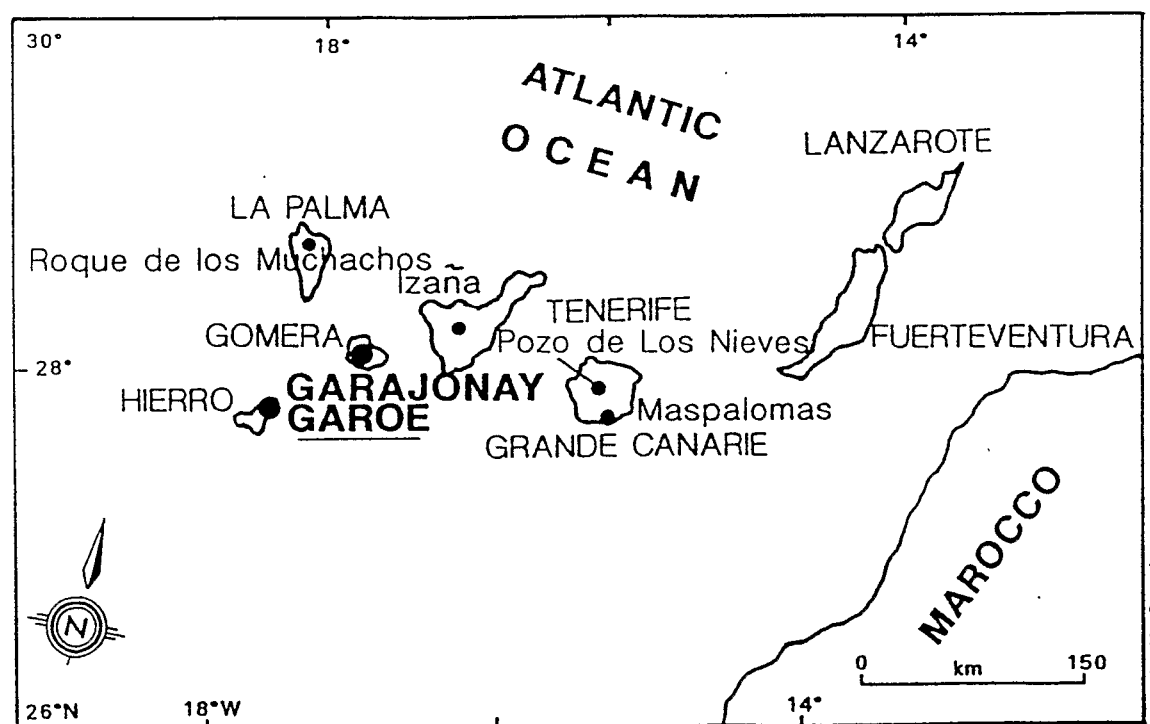 30°
18°
14°
ATLANTIC
OCEAN
LANZAROTE
LA PALMA
Roque de los Muchachos
Izaña
TENERIFE
GOMERA
Pozo de Los Nieves
FUERTEVENTURA
28°
GARAJONAY
HIERRO
GAROE
Maspalomas
GRANDE CANARIE
MAROCCO
N
0
km
150
26°N
18°W
14°